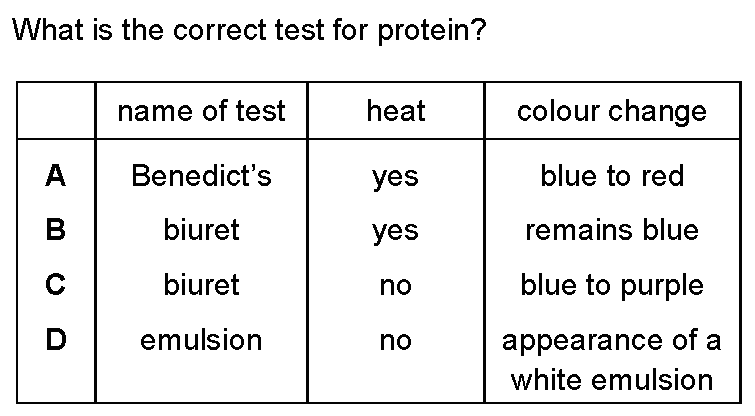 What is the correct test for protein?
name of test heat colour change
A Benedict's yes blue to red
B biuret yes remains blue
C biuret no blue to purple
D emulsion no appearance of a
white emulsion